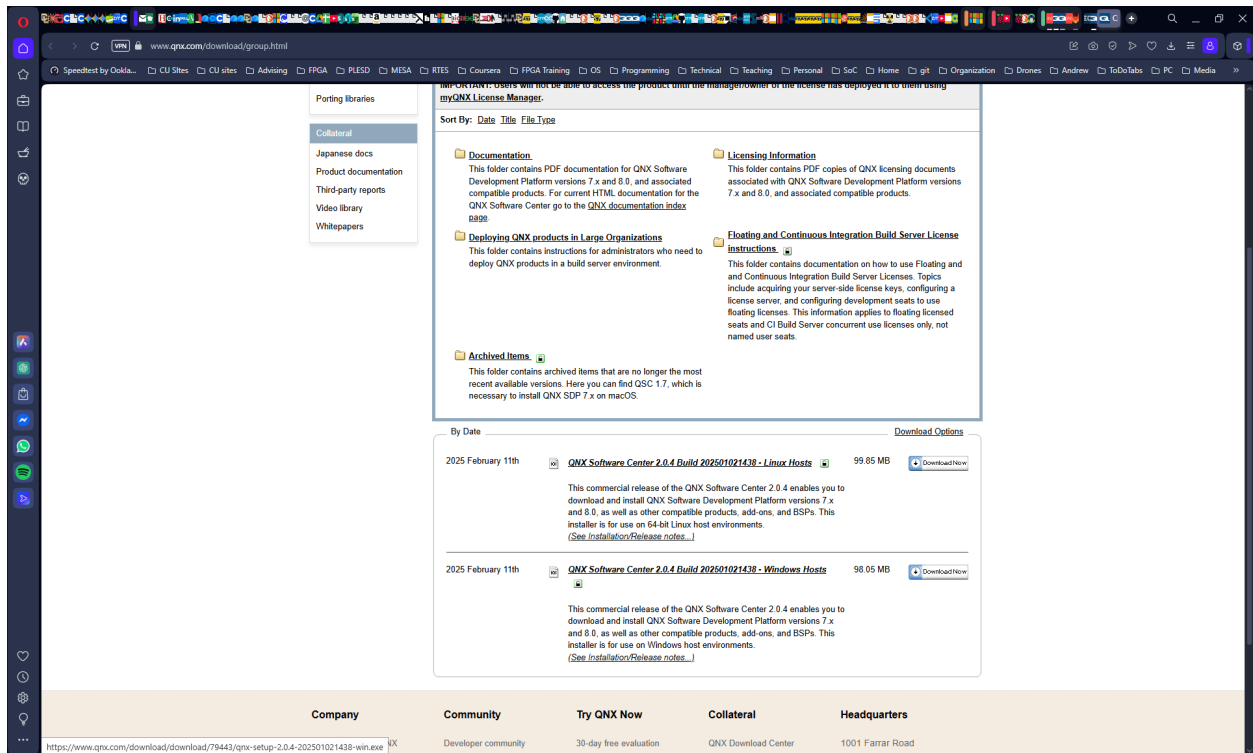 VPN
www.qnx.com/download/group.html
Speedtest by Ookla...
CU SItes
CU sites
Advising
FPGA
PLESD
MESA
RTES
Coursera
FPGA Training
OS
Programming
Technical
Teaching
Personal
SoC
Home
git
Organization
Drones
Andrew
ToDoTabs
PC
Media
»
Porting libraries
Collateral
Japanese docs
Product documentation
Third-party reports
Video library
Whitepapers
IMPORTANT: Users will not be able to access the product until the manager/owner of the license has deployed it to them using
myQNX License Manager.
Sort By: Date Title File Type
Documentation
This folder contains PDF documentation for QNX Software
Development Platform versions 7.x and 8.0, and associated
compatible products. For current HTML documentation for the
QNX Software Center go to the QNX documentation index
page.
Licensing Information
This folder contains PDF copies of QNX licensing documents
associated with QNX Software Development Platform versions
7.x and 8.0, and associated compatible products.
Deploying QNX products in Large Organizations
This folder contains instructions for administrators who need to
deploy QNX products in a build server environment.
Floating and Continuous Integration Build Server License
instructions
This folder contains documentation on how to use Floating and
and Continuous Integration Build Server Licenses. Topics
include acquiring your server-side license keys, configuring a
license server, and configuring development seats to use
floating licenses. This information applies to floating licensed
seats and CI Build Server concurrent use licenses only, not
named user seats.
Archived Items
This folder contains archived items that are no longer the most
recent available versions. Here you can find QSC 1.7, which is
necessary to install QNX SDP 7.x on macOS.
By Date
Download Options
2025 February 11th
QNX Software Center 2.0.4 Build 202501021438 - Linux Hosts
99.85 MB
Download Now
This commercial release of the QNX Software Center 2.0.4 enables you to
download and install QNX Software Development Platform versions 7.x
and 8.0, as well as other compatible products, add-ons, and BSPs. This
installer is for use on 64-bit Linux host environments.
(See Installation/Release notes...)
2025 February 11th
QNX Software Center 2.0.4 Build 202501021438 - Windows Hosts
98.05 MB
Download Now
This commercial release of the QNX Software Center 2.0.4 enables you to
download and install QNX Software Development Platform versions 7.x
and 8.0, as well as other compatible products, add-ons, and BSPs. This
installer is for use on Windows host environments.
(See Installation/Release notes...)
Company
Community
Try QNX Now
Collateral
Headquarters
NX
Developer community
30-day free evaluation
QNX Download Center
1001 Farrar Road
https://www.qnx.com/download/download/79443/qnx-setup-2.0.4-202501021438-win.exe